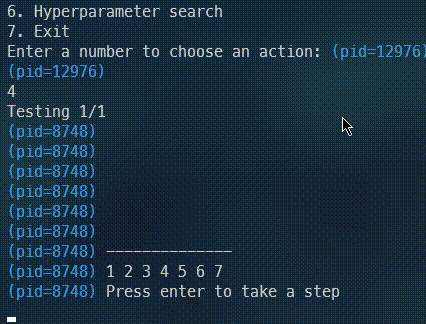 6. Hyperparameter search
7. Exit
Enter a number to choose an action: (pid=12976)
(pid=12976)
4
Testing 1/1
(pid=8748)
(pid=8748)
(pid=8748)
(pid=8748)
(pid=8748)
(pid=8748)
(pid=8748) ______________
(pid=8748) 1 2 3 4 5 6 7
(pid=8748) Press enter to take a step